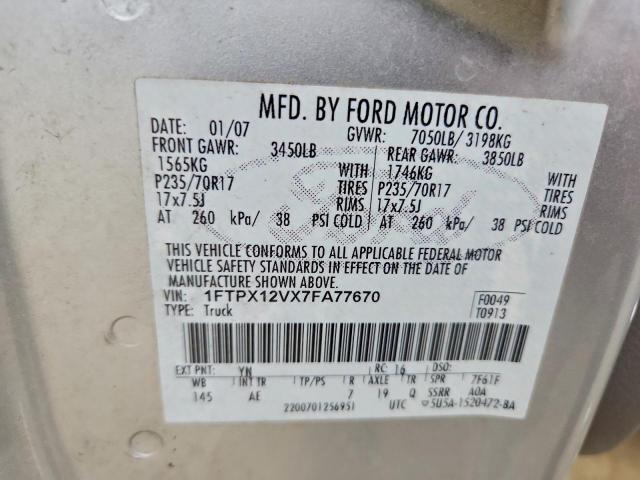 MFD. BY FORD MOTOR CO.
DATE: 01/07 GVWR: 7050LB/ 3198KG
FRONT GAWR: 3450LB REAR GAWR: 3850LB
1565KG WITH 1746KG WITH
P235/70R17 TIRES P235/70R17 TIRES
17x7.5J RIMS 17x7.5J RIMS
AT 260 kPa/ 38 PSI COLD AT 260 kPa/ 38 PSI COLD
Ford
THIS VEHICLE CONFORMS TO ALL APPLICABLE FEDERAL MOTOR
VEHICLE SAFETY STANDARDS IN EFFECT ON THE DATE OF
MANUFACTURE SHOWN ABOVE.
VIN: 1FTPX12VX7FA77670 F0049
TYPE: Truck T0913
EXT PNT: YN RC: 16 DSO:
WB INT TR TP/PS R AXLE TR SPR 7F61F
145 AE 7 19 Q SSRR A0A
2200701256951 UTC ▽5U5A-1520472-BA